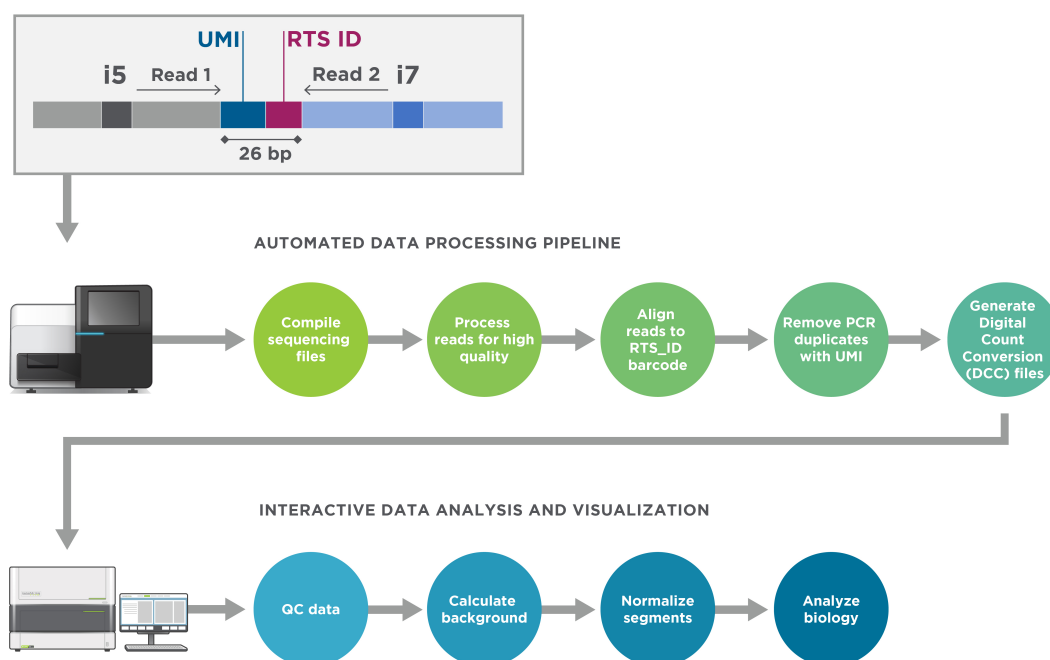 UMI RTS ID
i5 Read 1 Read 2 i7
26 bp
AUTOMATED DATA PROCESSING PIPELINE
Compile
sequencing
files
Process
reads for high
quality
Align
reads to
RTS_ID
barcode
Remove PCR
duplicates
with UMI
Generate
Digital
Count
Conversion
(DCC) files
INTERACTIVE DATA ANALYSIS AND VISUALIZATION
QC data
Calculate
background
Normalize
segments
Analyze
biology